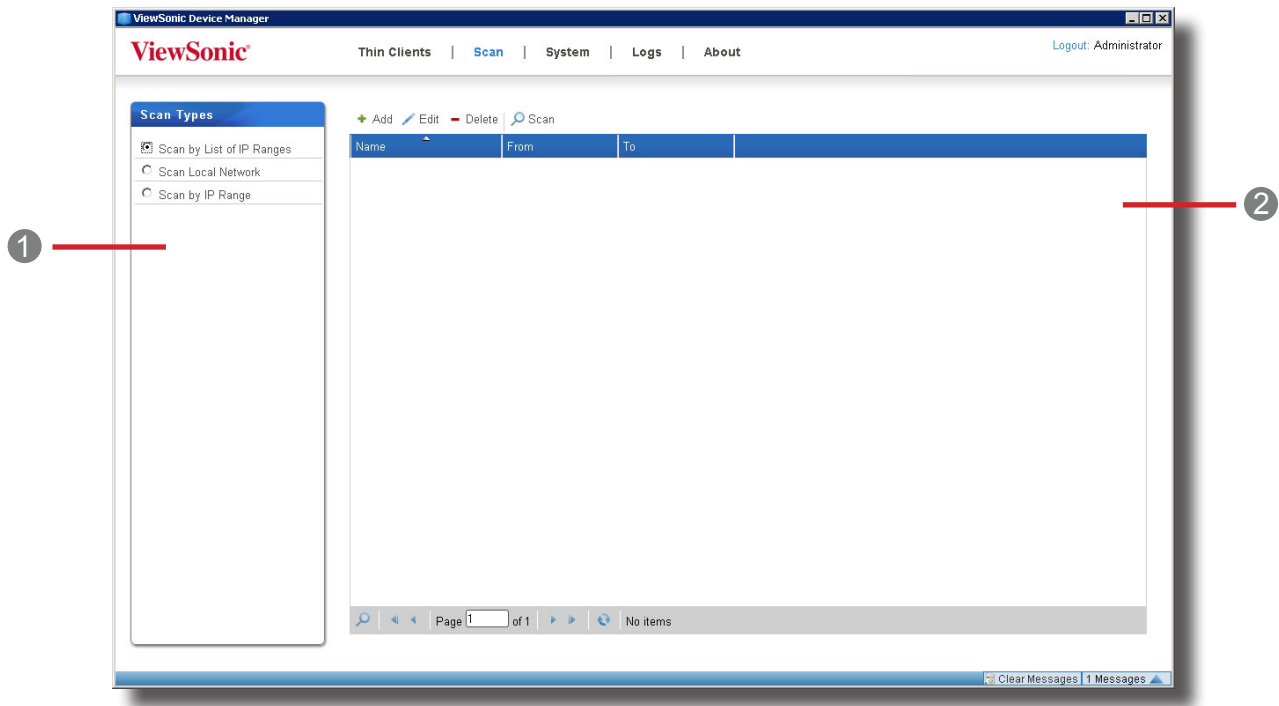 ViewSonic Device Manager
ViewSonic®
Thin Clients | Scan | System | Logs | About
Logout: Administrator
Scan Types
Scan by List of IP Ranges
Scan Local Network
Scan by IP Range
Add Edit Delete Scan
Name From To
1
2
Page 1 of 1 No items
Clear Messages 1 Messages